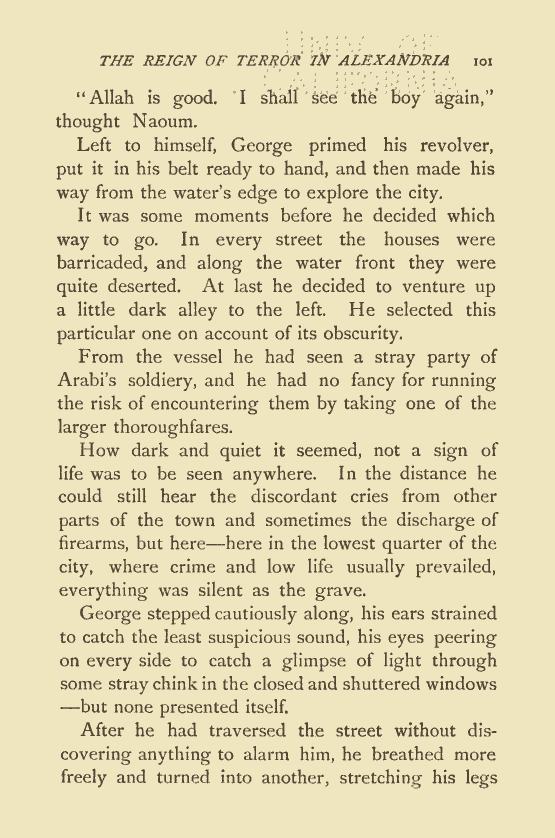 UNIV. OF
CALIFORNIA
THE REIGN OF TERROR IN ALEXANDRIA 101
“Allah is good. I shall see the boy again,”
thought Naoum.
Left to himself, George primed his revolver,
put it in his belt ready to hand, and then made his
way from the water’s edge to explore the city.
It was some moments before he decided which
way to go. In every street the houses were
barricaded, and along the water front they were
quite deserted. At last he decided to venture up
a little dark alley to the left. He selected this
particular one on account of its obscurity.
From the vessel he had seen a stray party of
Arabi’s soldiery, and he had no fancy for running
the risk of encountering them by taking one of the
larger thoroughfares.
How dark and quiet it seemed, not a sign of
life was to be seen anywhere. In the distance he
could still hear the discordant cries from other
parts of the town and sometimes the discharge of
firearms, but here—here in the lowest quarter of the
city, where crime and low life usually prevailed,
everything was silent as the grave.
George stepped cautiously along, his ears strained
to catch the least suspicious sound, his eyes peering
on every side to catch a glimpse of light through
some stray chink in the closed and shuttered windows
—but none presented itself.
After he had traversed the street without dis-
covering anything to alarm him, he breathed more
freely and turned into another, stretching his legs